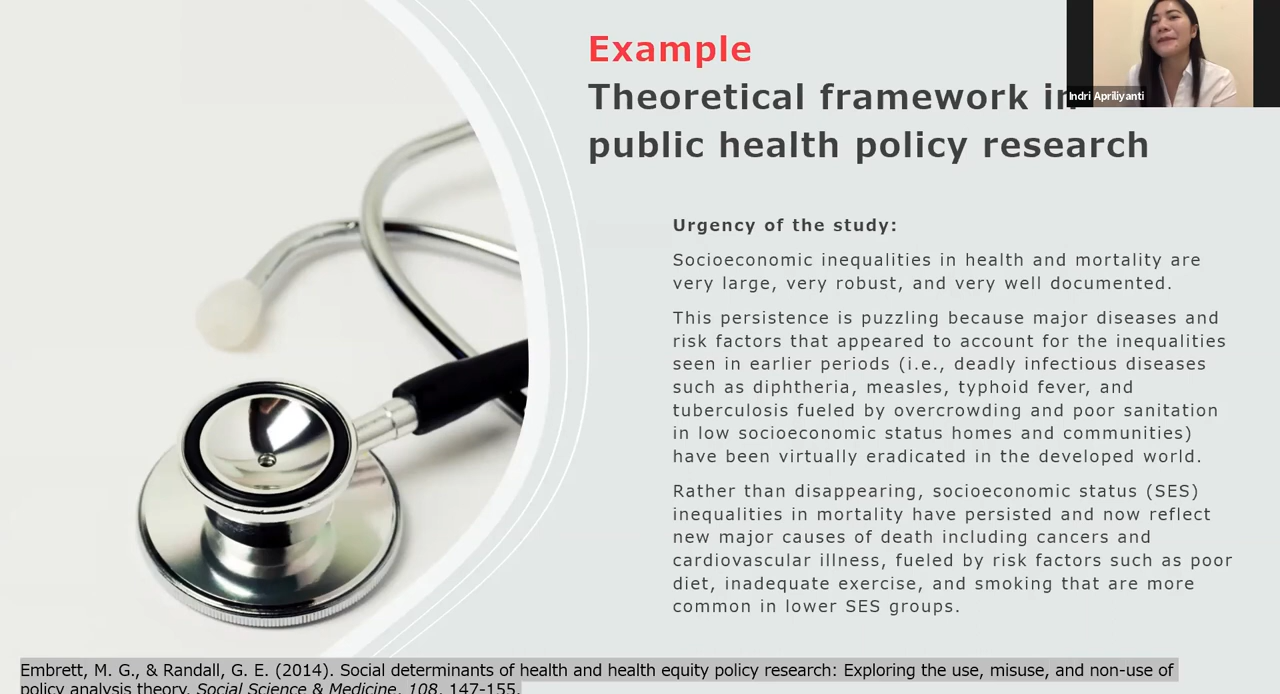 Example
Theoretical framework in
public health policy research
Indri Apriliyanti
Urgency of the study:
Socioeconomic inequalities in health and mortality are
very large, very robust, and very well documented.
This persistence is puzzling because major diseases and
risk factors that appeared to account for the inequalities
seen in earlier periods (i.e., deadly infectious diseases
such as diphtheria, measles, typhoid fever, and
tuberculosis fueled by overcrowding and poor sanitation
in low socioeconomic status homes and communities)
have been virtually eradicated in the developed world.
Rather than disappearing, socioeconomic status (SES)
inequalities in mortality have persisted and now reflect
new major causes of death including cancers and
cardiovascular illness, fueled by risk factors such as poor
diet, inadequate exercise, and smoking that are more
common in lower SES groups.
Embrett, M. G., & Randall, G. E. (2014). Social determinants of health and health equity policy research: Exploring the use, misuse, and non-use of
policy analysis theory. Social Science & Medicine, 108, 147-155.